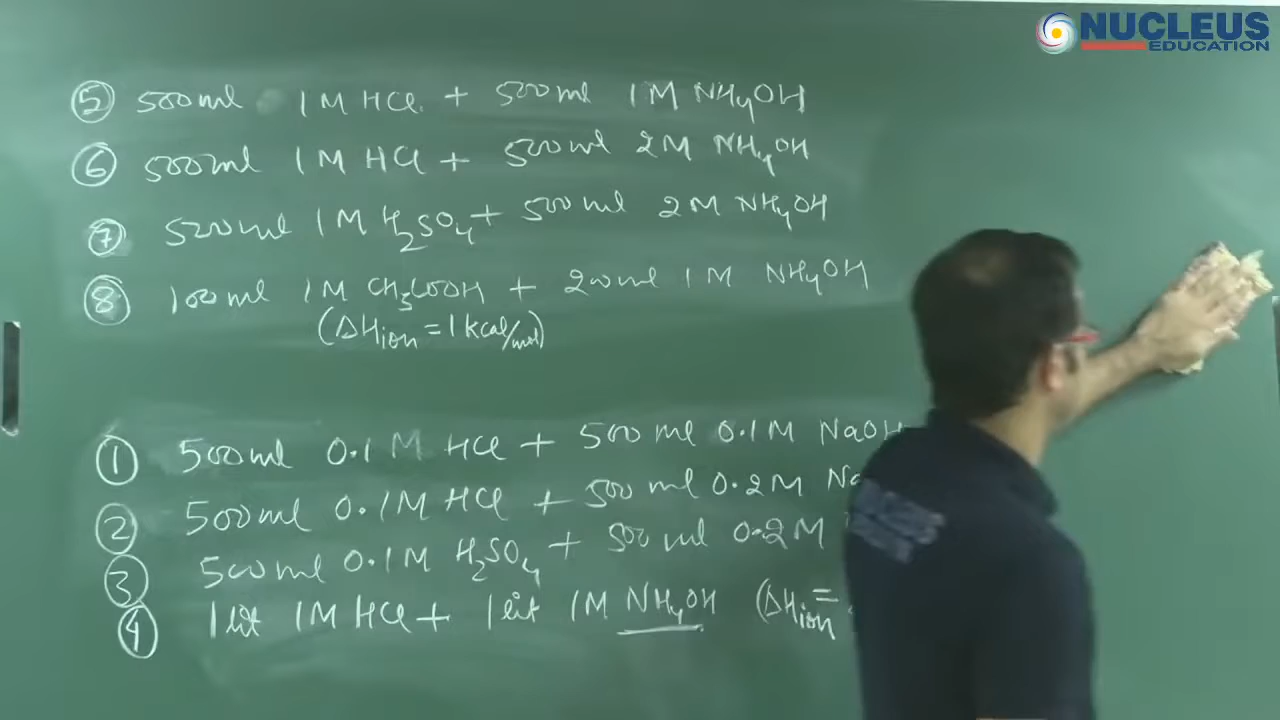 NUCLEUS
EDUCATION
⑤ 500ml 1M HCl + 500ml 1M NH4OH
⑥ 500ml 1M HCl + 500ml 2M NH4OH
⑦ 500ml 1M H2SO4 + 500ml 2M NH4OH
⑧ 100ml 1M CH3COOH + 200ml 1M NH4OH
(ΔHion = 1 kcal/mol)
① 500ml 0.1M HCl + 500ml 0.1M NaOH
② 500ml 0.1M HCl + 500ml 0.2M Na
③ 500ml 0.1M H2SO4 + 500ml 0.2M
④ 1 lit 1M HCl + 1 lit 1M NH4OH (ΔHion =